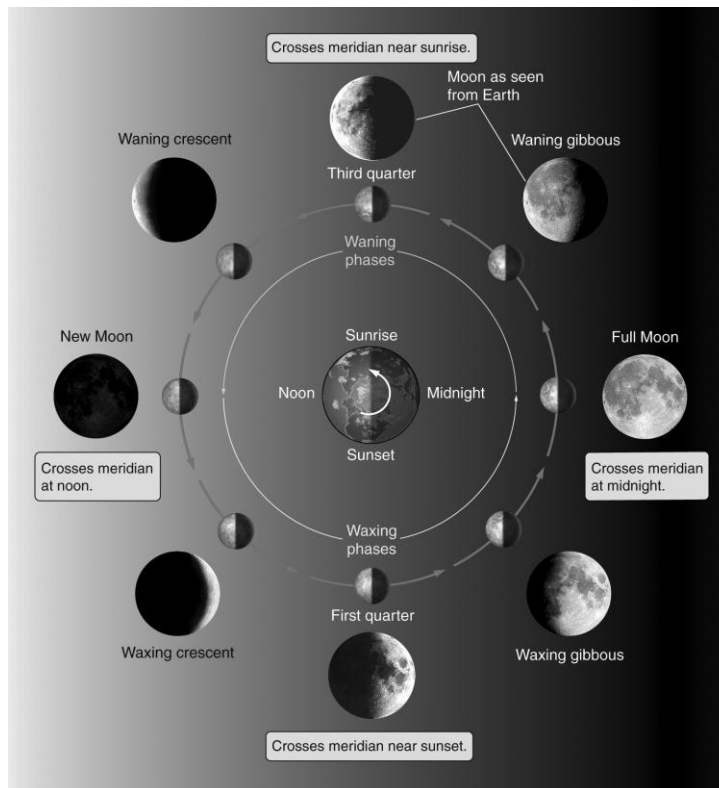 Crosses meridian near sunrise.
Moon as seen
from Earth
Waning crescent
Waning gibbous
Third quarter
Waning
phases
New Moon
Sunrise
Full Moon
Noon
Midnight
Sunset
Crosses meridian
at noon.
Crosses meridian
at midnight.
Waxing
phases
First quarter
Waxing crescent
Waxing gibbous
Crosses meridian near sunset.